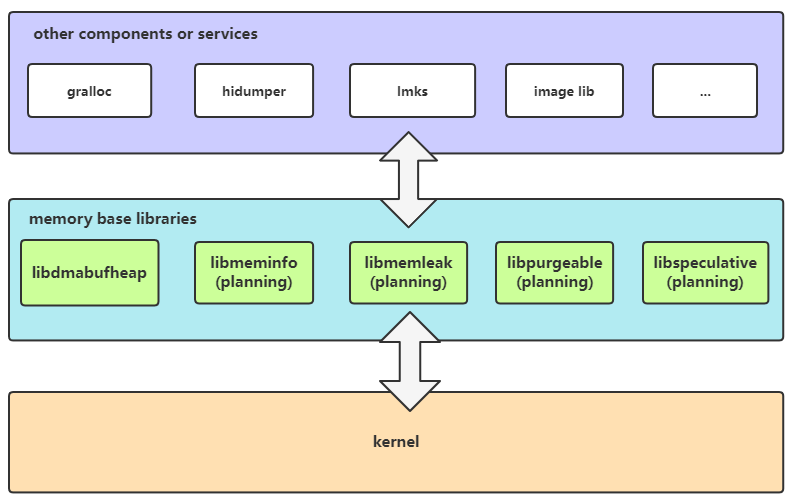 other components or services
gralloc
hidumper
lmks
image lib
...
memory base libraries
libdmabufheap
libmeminfo
(planning)
libmemleak
(planning)
libpurgeable
(planning)
libspeculative
(planning)
kernel